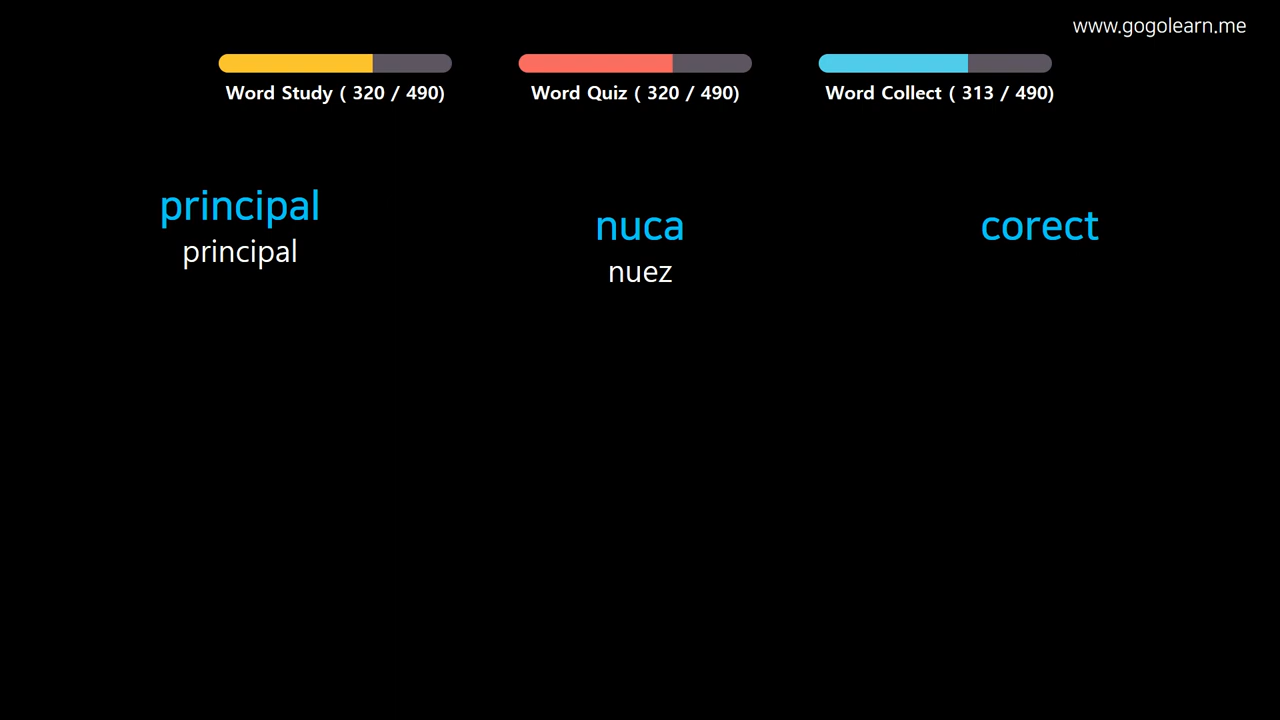 www.gogolearn.me
Word Study ( 320 / 490)
Word Quiz ( 320 / 490)
Word Collect ( 313 / 490)
principal
principal
nuca
nuez
corect